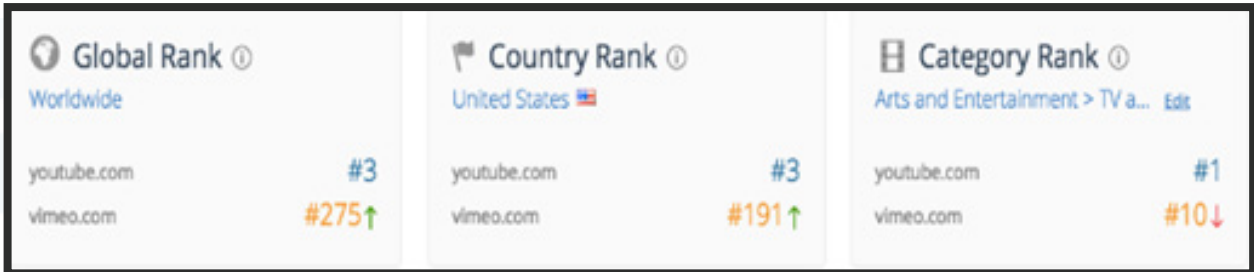 Global Rank
Worldwide
youtube.com #3
vimeo.com #275↑
Country Rank
United States
youtube.com #3
vimeo.com #191↑
Category Rank
Arts and Entertainment > TV a... Edit
youtube.com #1
vimeo.com #10↓